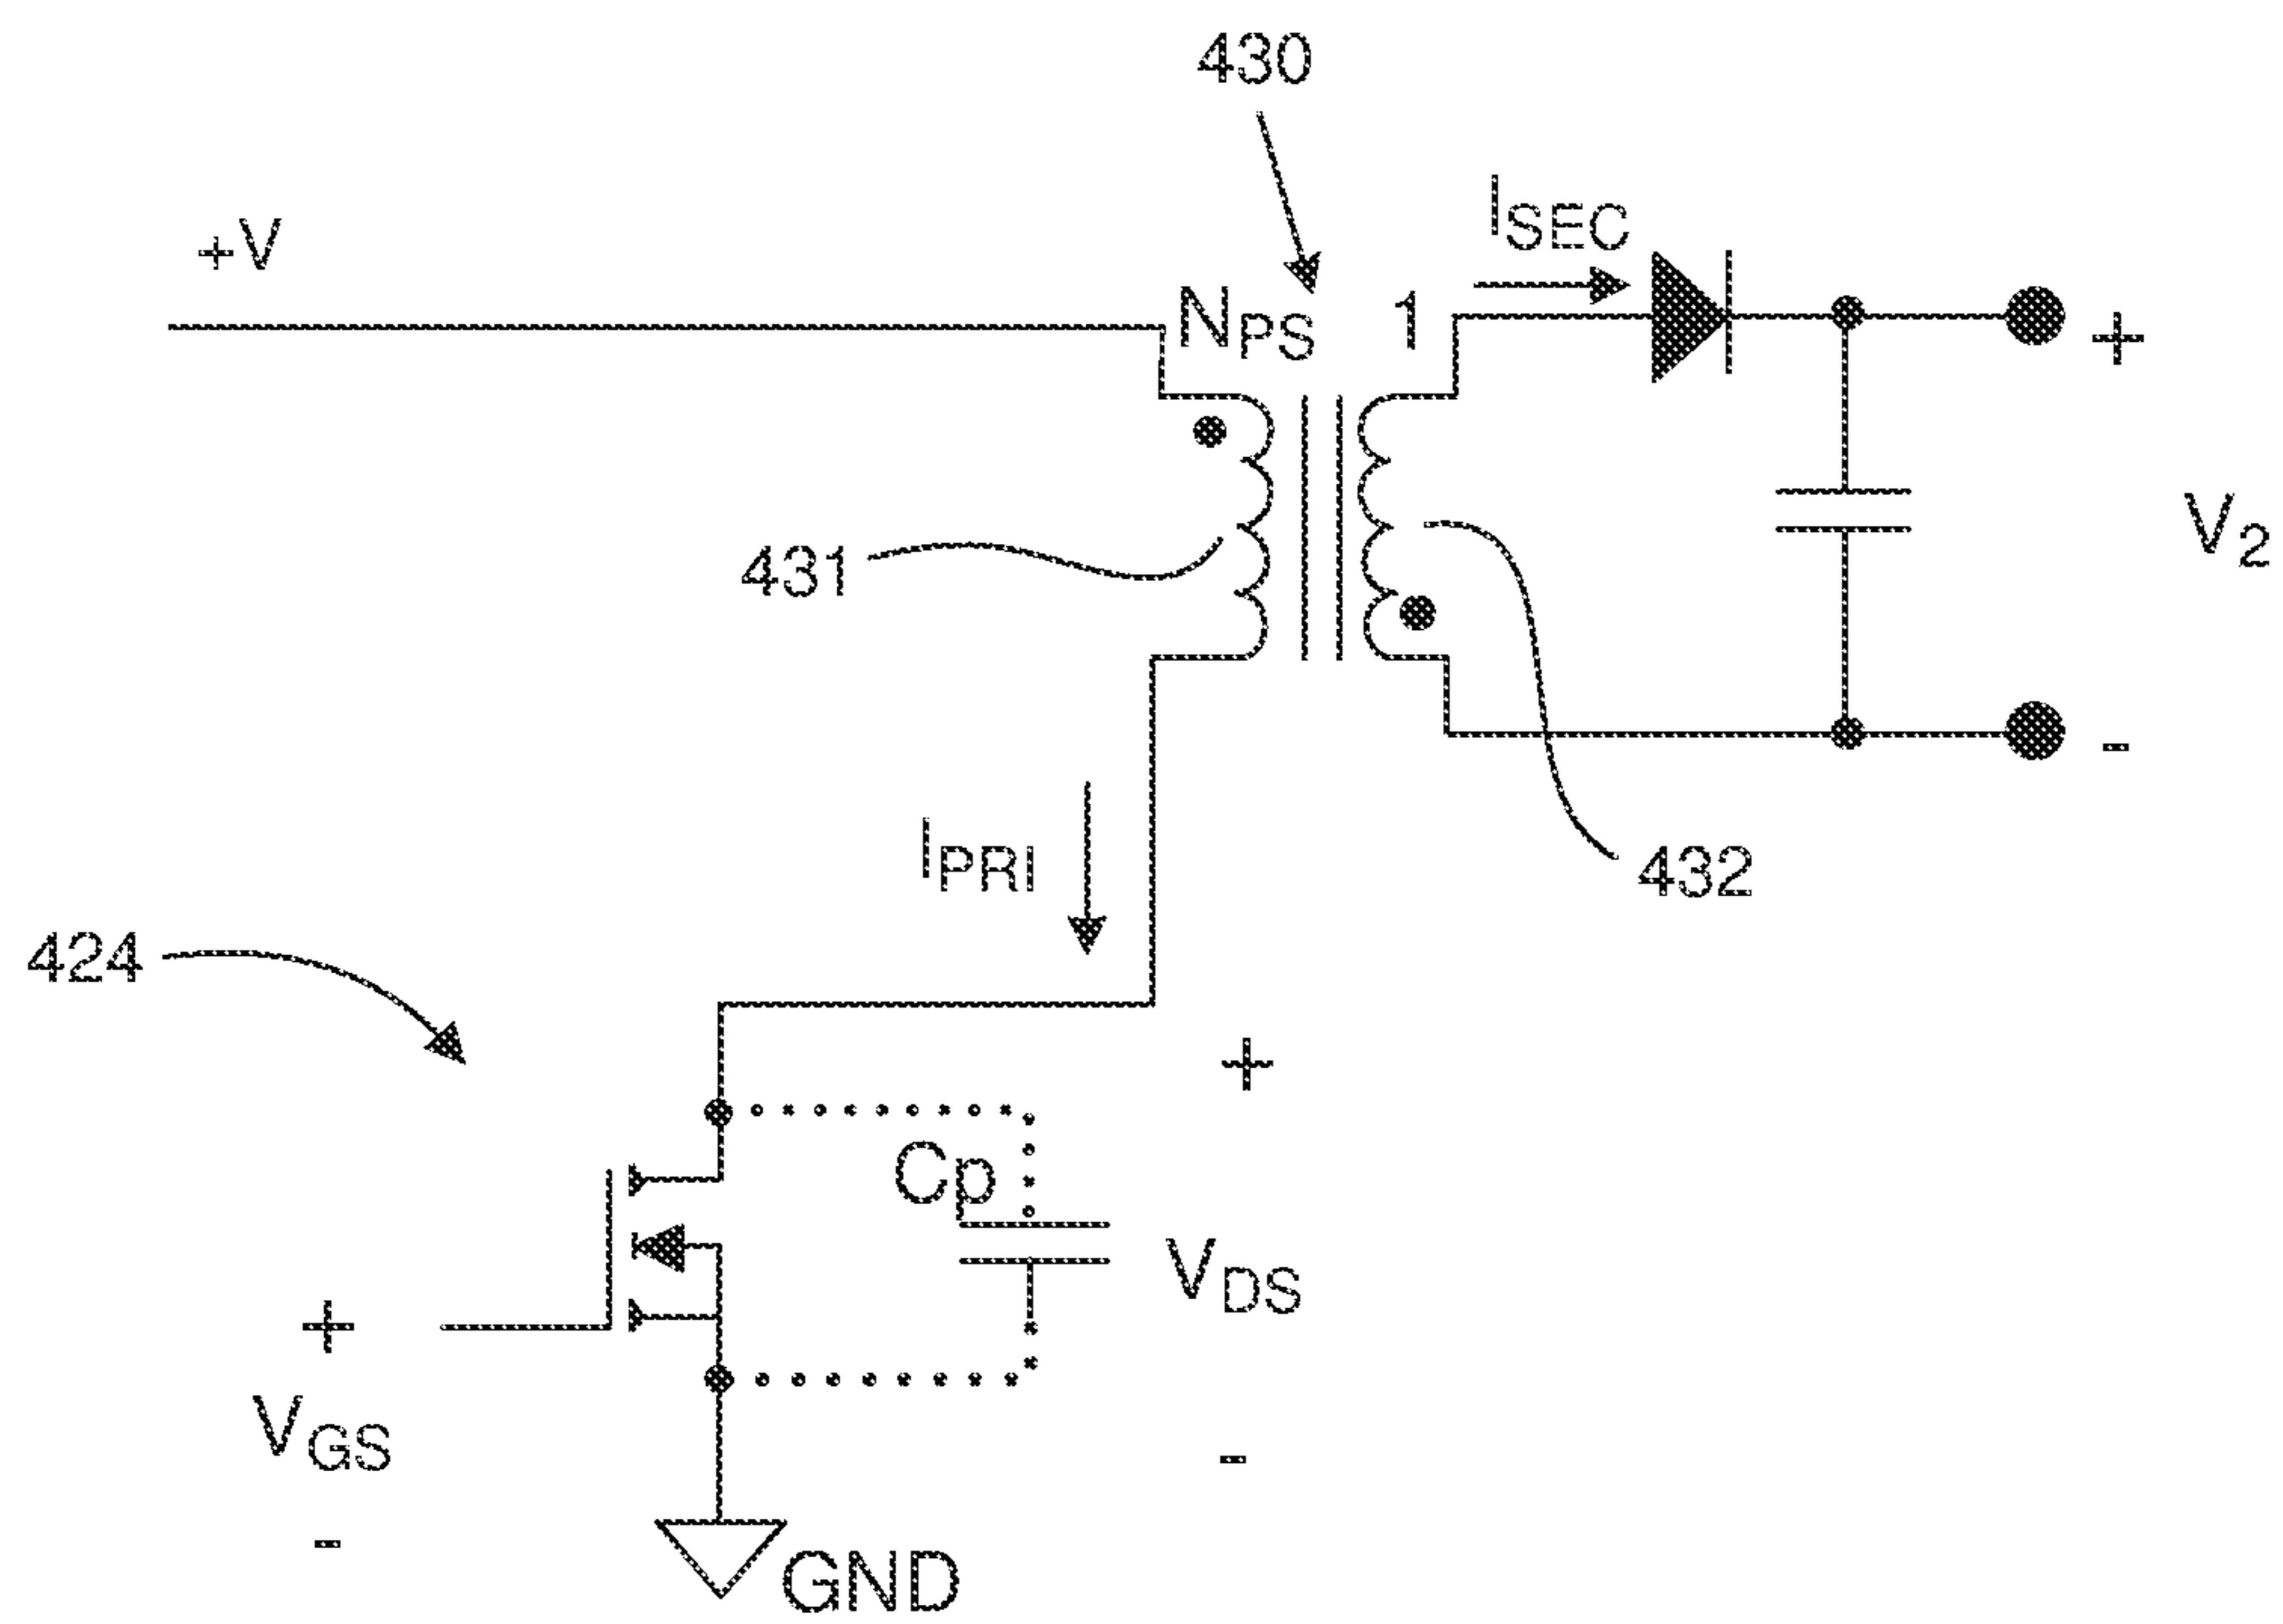 430
I_SEC
+V
N_PS 1
+
V_2
431
-
I_PRI
432
424
+
Cp
V_DS
+
V_GS
-
-
GND